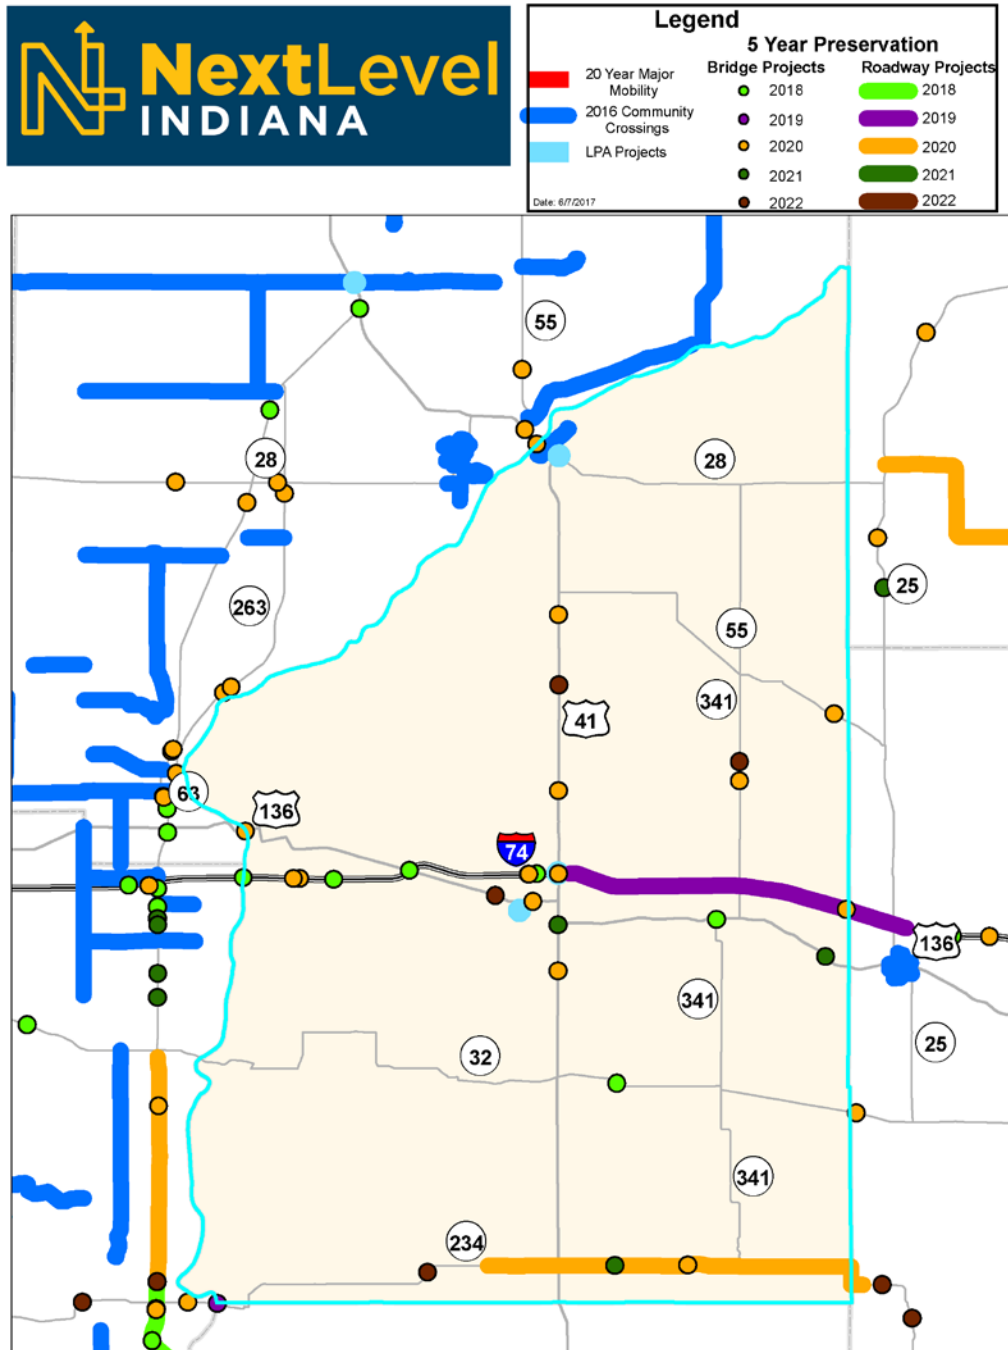 NextLevel
INDIANA
Legend
5 Year Preservation
Bridge Projects
Roadway Projects
20 Year Major
Mobility
2016 Community
Crossings
LPA Projects
2018
2019
2020
2021
2022
2018
2019
2020
2021
2022
Date: 6/7/2017
55
28
28
263
25
55
341
41
63
136
74
136
341
32
25
341
234